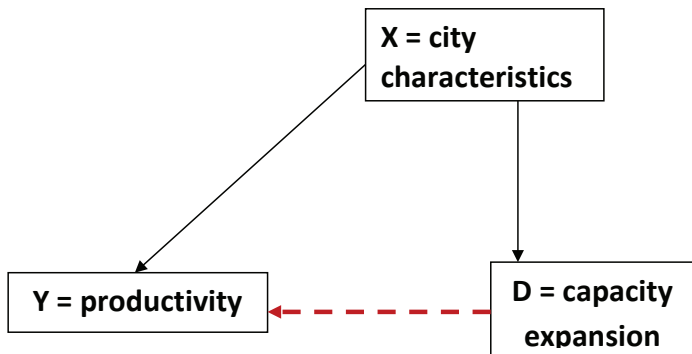 X = city
characteristics
Y = productivity
D = capacity
expansion